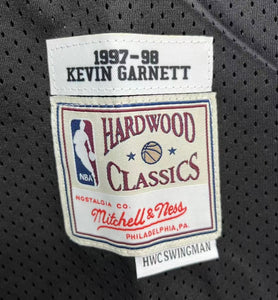 1997-98
KEVIN GARNETT
HARDWOOD
NBA
CLASSICS
NOSTALGIA CO.
Mitchell & Ness
PHILADELPHIA, PA.
HWC SWINGMAN